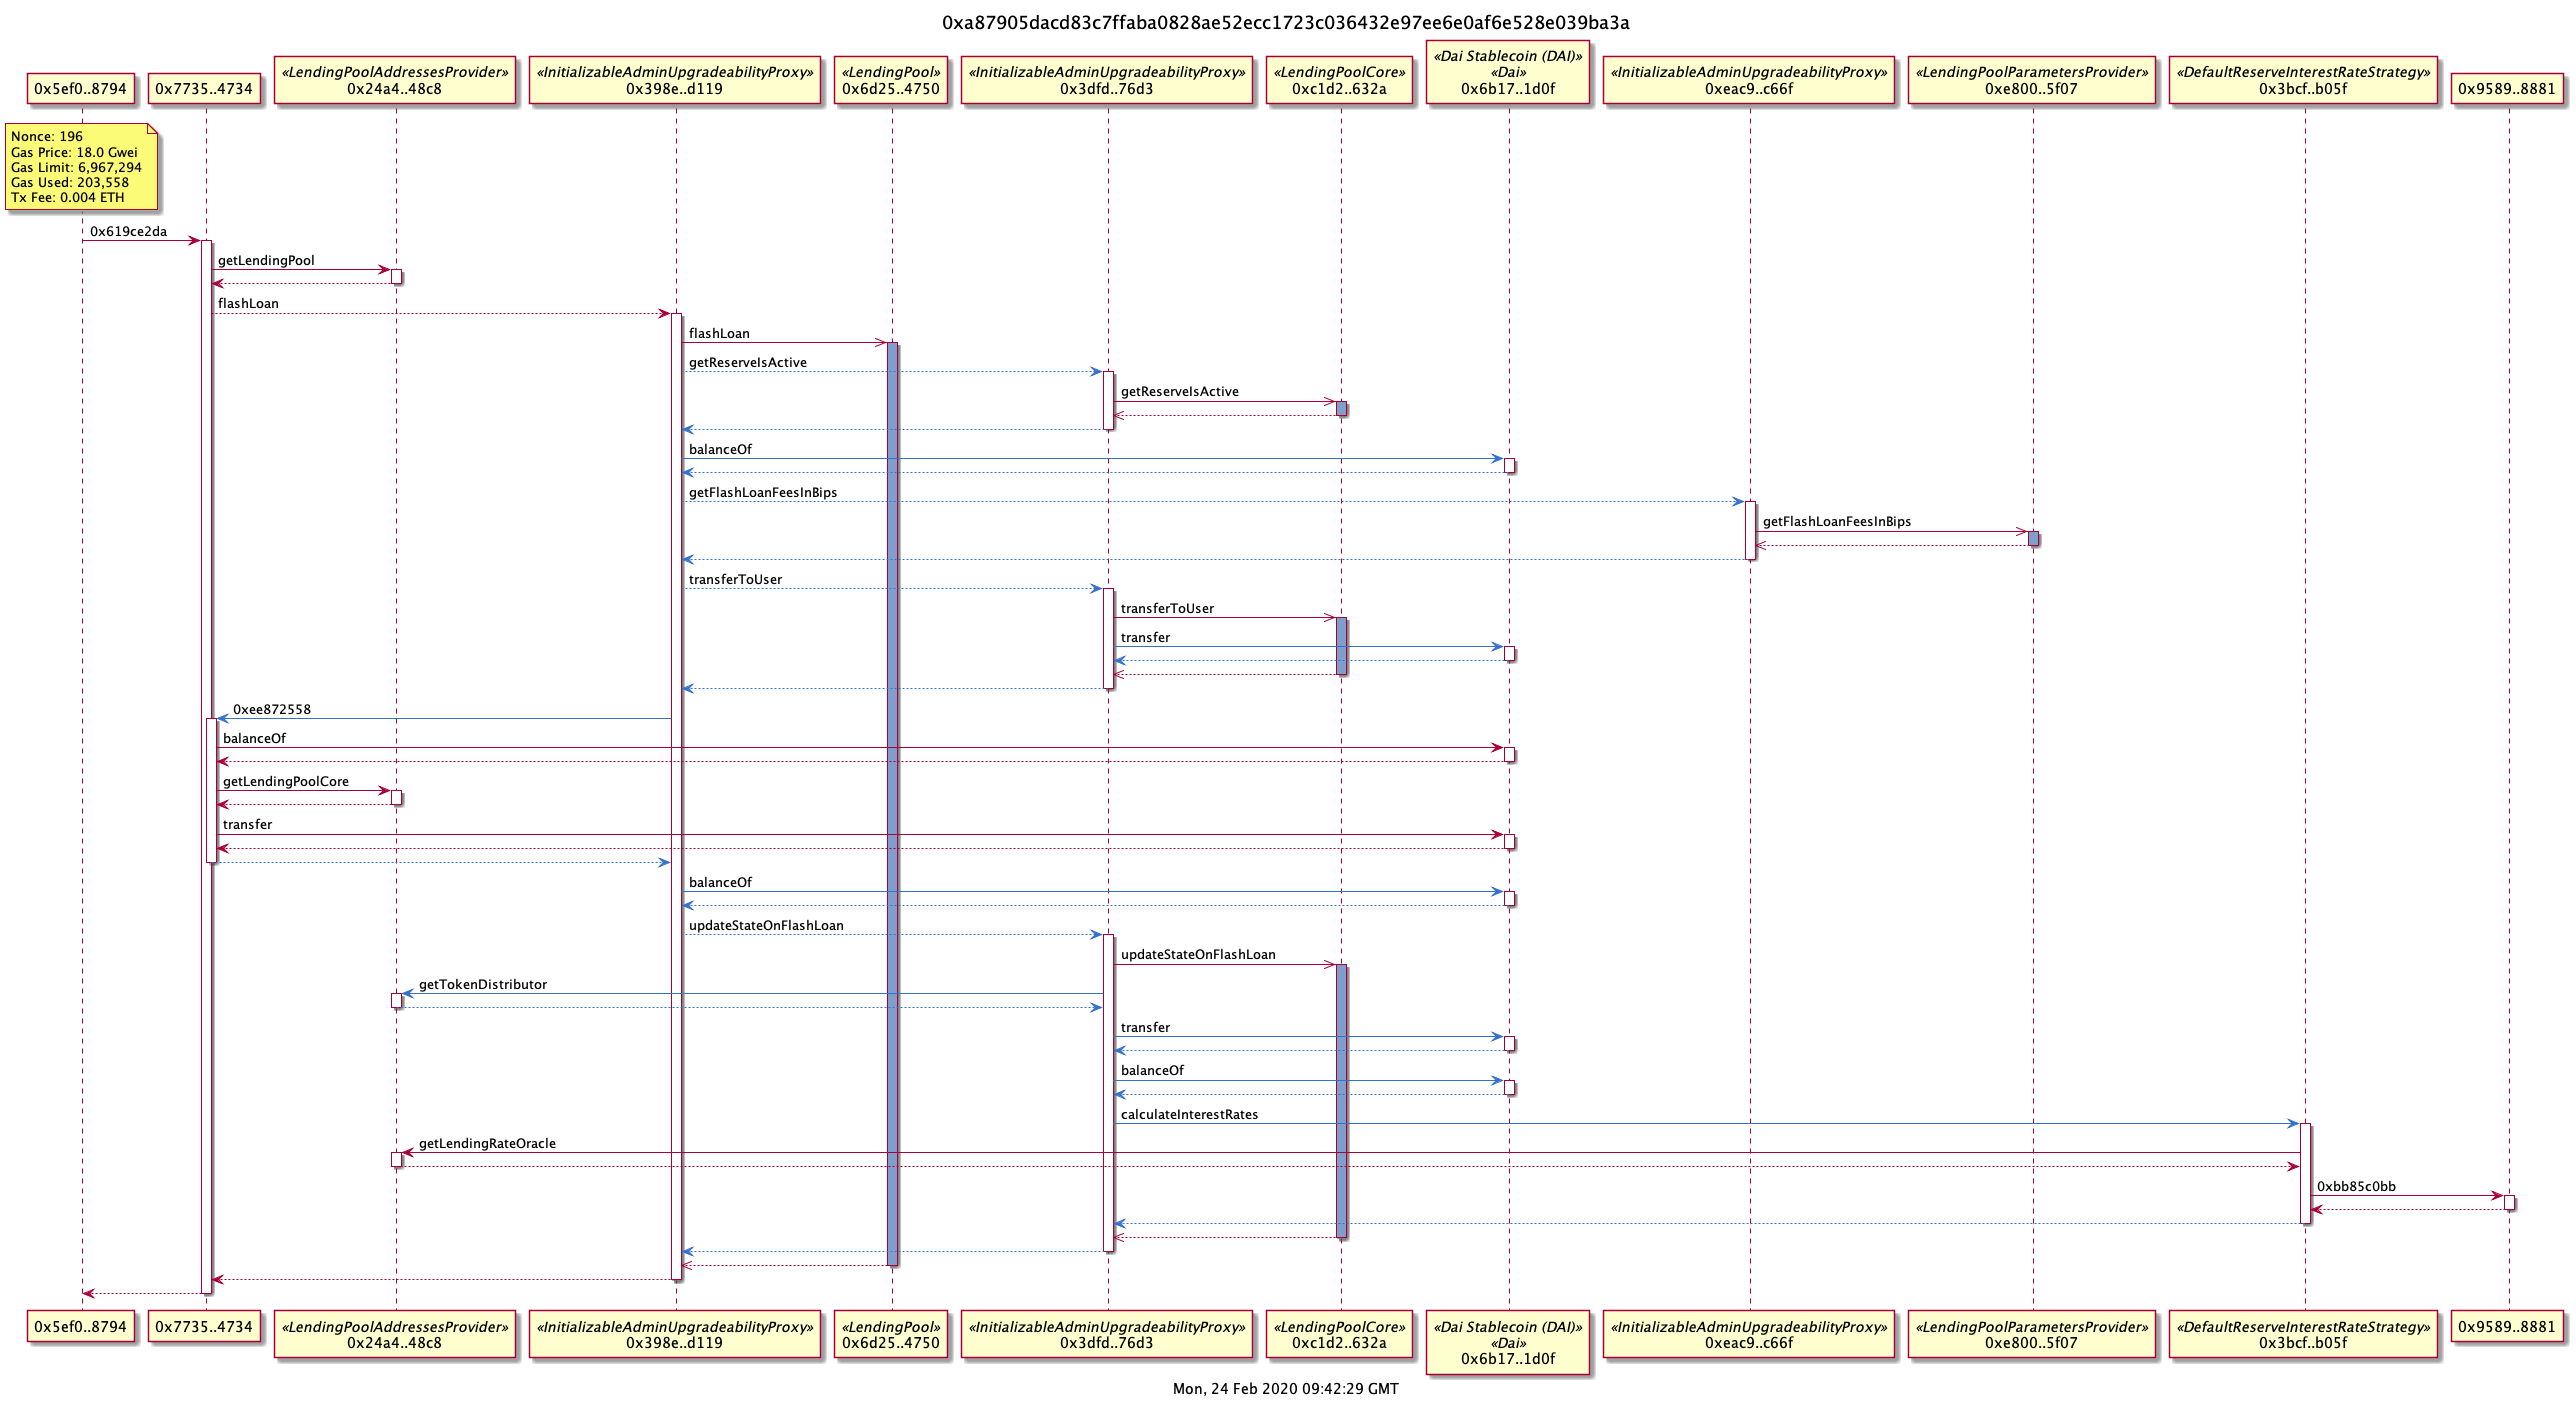 0xa87905dacd83c7ffaba0828ae52ecc1723c036432e97ee6e0af6e528e039ba3a
0x5ef0..8794
0x7735..4734
«LendingPoolAddressesProvider»
0x24a4..48c8
«InitializableAdminUpgradeabilityProxy»
0x398e..d119
«LendingPool»
0x6d25..4750
«InitializableAdminUpgradeabilityProxy»
0x3dfd..76d3
«LendingPoolCore»
0xc1d2..632a
«Dai Stablecoin (DAI)»
«Dai»
0x6b17..1d0f
«InitializableAdminUpgradeabilityProxy»
0xeac9..c66f
«LendingPoolParametersProvider»
0xe800..5f07
«DefaultReserveInterestRateStrategy»
0x3bcf..b05f
0x9589..8881
Nonce: 196
Gas Price: 18.0 Gwei
Gas Limit: 6,967,294
Gas Used: 203,558
Tx Fee: 0.004 ETH
0x619ce2da
getLendingPool
flashLoan
flashLoan
getReserveIsActive
getReserveIsActive
balanceOf
getFlashLoanFeesInBips
getFlashLoanFeesInBips
transferToUser
transferToUser
transfer
0xee872558
balanceOf
getLendingPoolCore
transfer
balanceOf
updateStateOnFlashLoan
updateStateOnFlashLoan
getTokenDistributor
transfer
balanceOf
calculateInterestRates
getLendingRateOracle
0xbb85c0bb
0x5ef0..8794
0x7735..4734
«LendingPoolAddressesProvider»
0x24a4..48c8
«InitializableAdminUpgradeabilityProxy»
0x398e..d119
«LendingPool»
0x6d25..4750
«InitializableAdminUpgradeabilityProxy»
0x3dfd..76d3
«LendingPoolCore»
0xc1d2..632a
«Dai Stablecoin (DAI)»
«Dai»
0x6b17..1d0f
«InitializableAdminUpgradeabilityProxy»
0xeac9..c66f
«LendingPoolParametersProvider»
0xe800..5f07
«DefaultReserveInterestRateStrategy»
0x3bcf..b05f
0x9589..8881
Mon, 24 Feb 2020 09:42:29 GMT